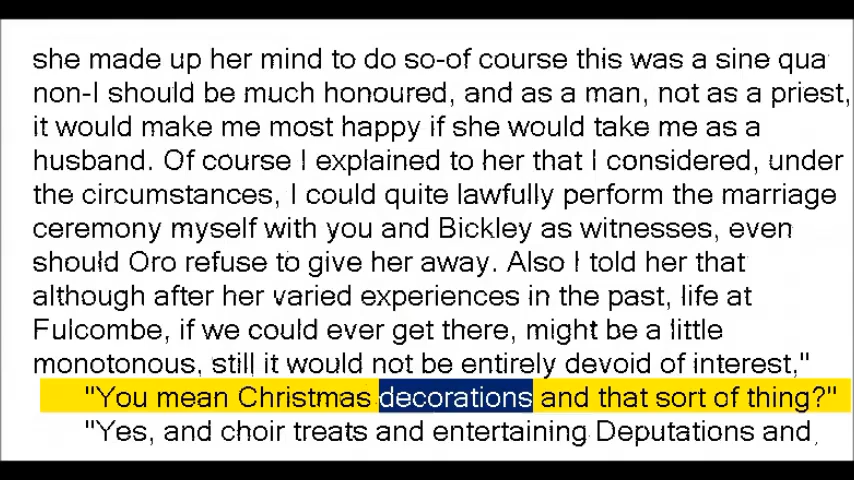 she made up her mind to do so-of course this was a sine qua
non-I should be much honoured, and as a man, not as a priest,
it would make me most happy if she would take me as a
husband. Of course I explained to her that I considered, under
the circumstances, I could quite lawfully perform the marriage
ceremony myself with you and Bickley as witnesses, even
should Oro refuse to give her away. Also I told her that
although after her varied experiences in the past, life at
Fulcombe, if we could ever get there, might be a little
monotonous, still it would not be entirely devoid of interest,"
"You mean Christmas decorations and that sort of thing?"
"Yes, and choir treats and entertaining Deputations and,